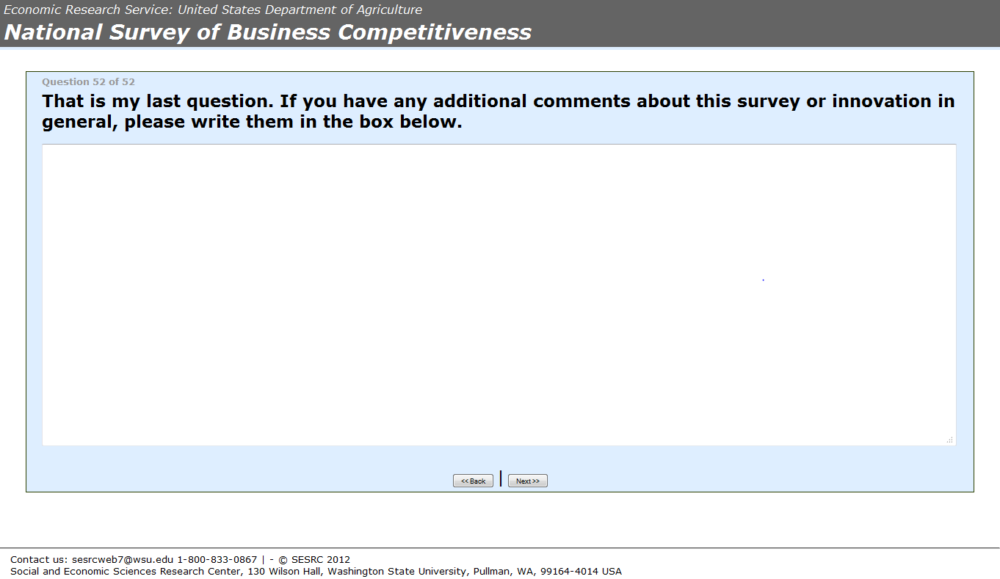 Economic Research Service: United States Department of Agriculture
National Survey of Business Competitiveness
Question 52 of 52
That is my last question. If you have any additional comments about this survey or innovation in
general, please write them in the box below.
<< Back | Next >>
Contact us: sesrcweb7@wsu.edu 1-800-833-0867 | - © SESRC 2012
Social and Economic Sciences Research Center, 130 Wilson Hall, Washington State University, Pullman, WA, 99164-4014 USA